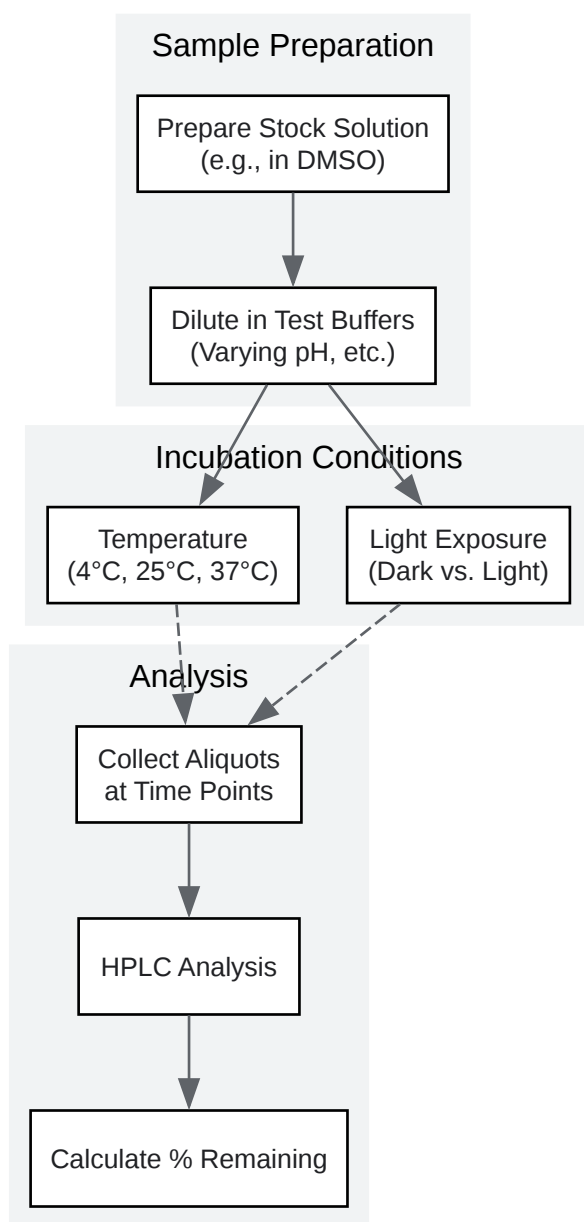 Sample Preparation
Prepare Stock Solution
(e.g., in DMSO)
Dilute in Test Buffers
(Varying pH, etc.)
Incubation Conditions
Temperature
(4°C, 25°C, 37°C)
Light Exposure
(Dark vs. Light)
Analysis
Collect Aliquots
at Time Points
HPLC Analysis
Calculate % Remaining